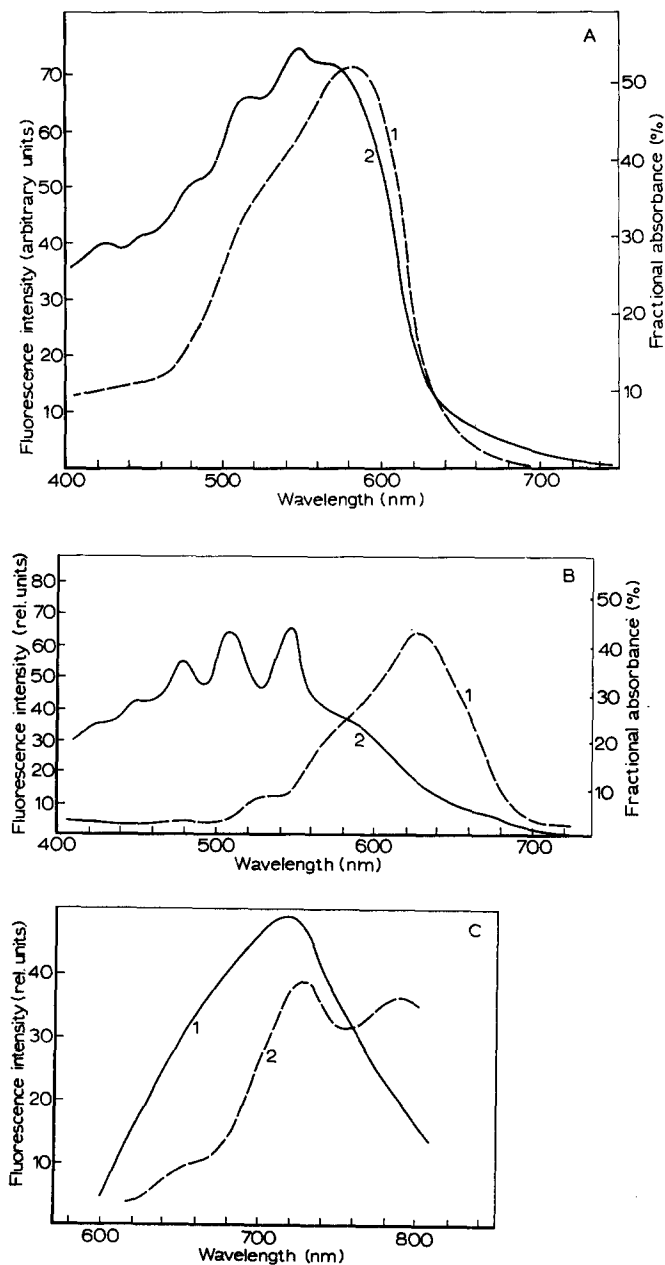 A
Fluorescence intensity (arbitrary units)
70
60
50
40
30
20
10
Fractional absorbance (%)
50
40
30
20
10
1
2
400 500 600 700
Wavelength (nm)
B
Fluorescence intensity (rel. units)
80
70
60
50
40
30
20
10
Fractional absorbance (%)
50
40
30
20
10
1
2
400 500 600 700
Wavelength (nm)
C
Fluorescence intensity (rel. units)
40
30
20
10
1
2
600 700 800
Wavelength (nm)